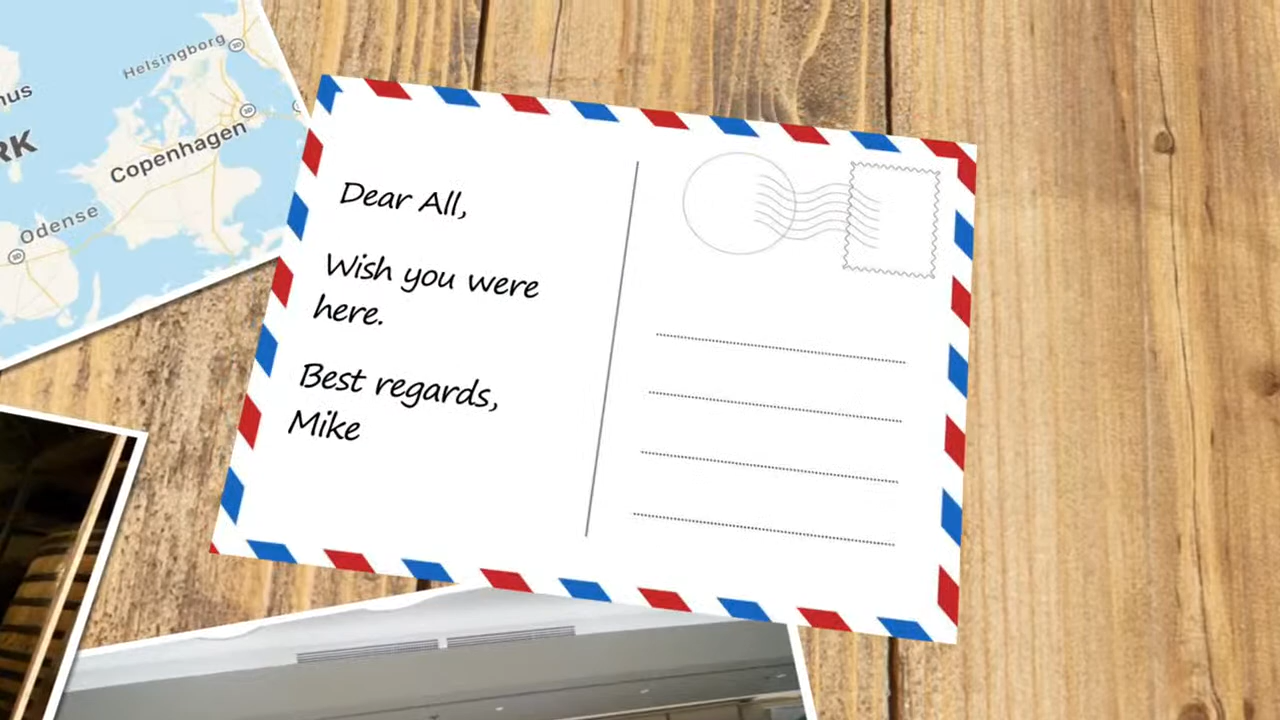 Helsingborg
Copenhagen
Odense
Dear All,
Wish you were
here.
Best regards,
Mike